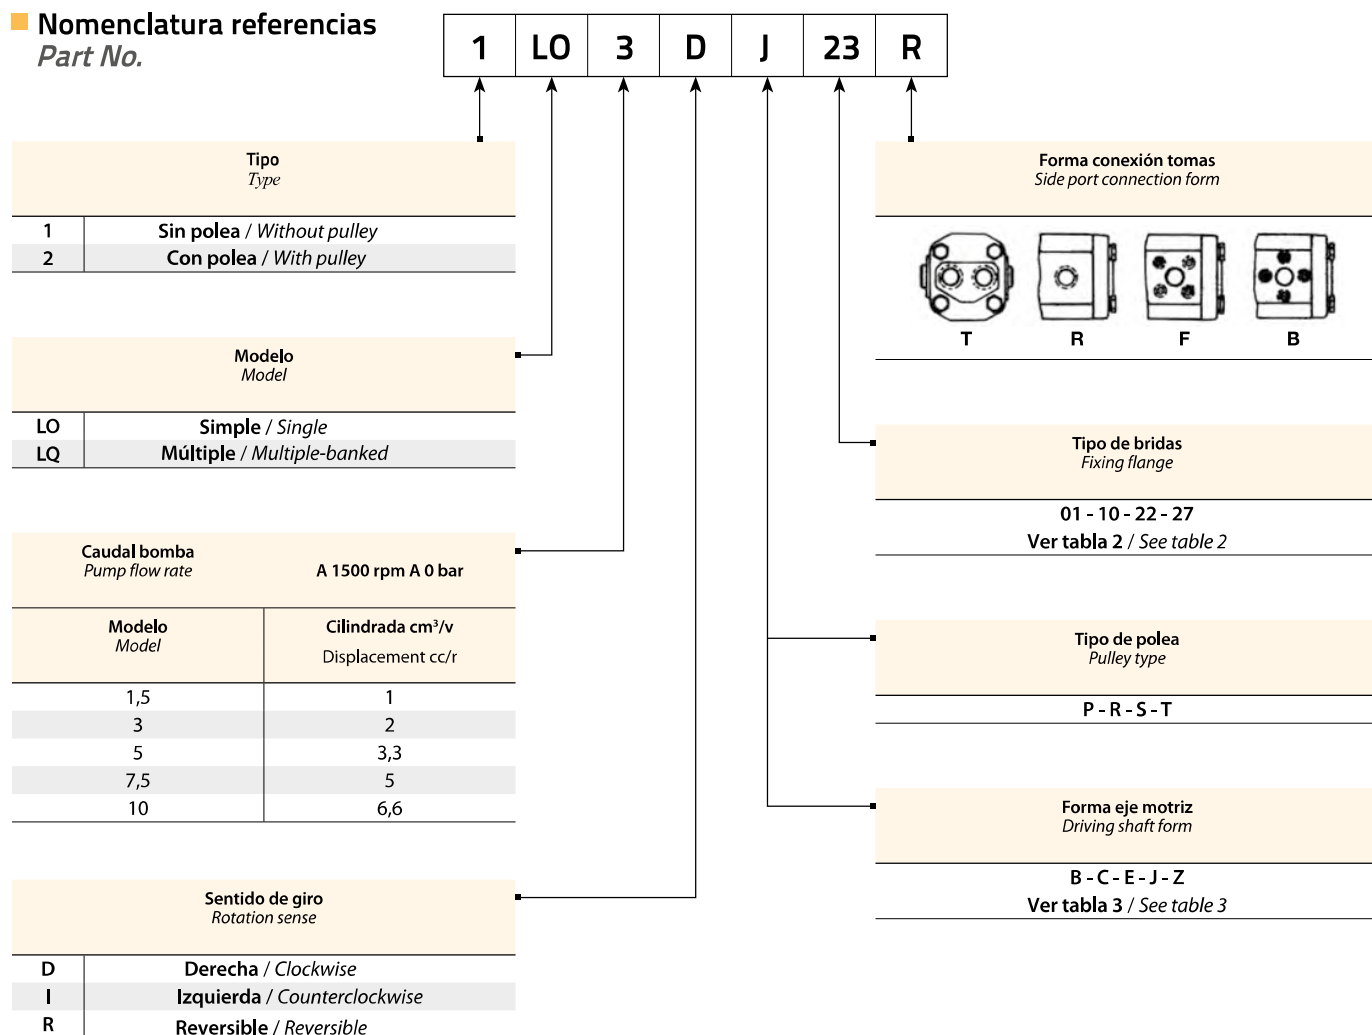 Nomenclatura referencias
Part No.
1 LO 3 D J 23 R
Tipo
Type
1 Sin polea / Without pulley
2 Con polea / With pulley
Modelo
Model
LO Simple / Single
LQ Múltiple / Multiple-banked
Caudal bomba
Pump flow rate
A 1500 rpm A 0 bar
Modelo
Model
Cilindrada cm³/v
Displacement cc/r
1,5 1
3 2
5 3,3
7,5 5
10 6,6
Sentido de giro
Rotation sense
D Derecha / Clockwise
I Izquierda / Counterclockwise
R Reversible / Reversible
Forma conexión tomas
Side port connection form
T R F B
Tipo de bridas
Fixing flange
01 - 10 - 22 - 27
Ver tabla 2 / See table 2
Tipo de polea
Pulley type
P - R - S - T
Forma eje motriz
Driving shaft form
B - C - E - J - Z
Ver tabla 3 / See table 3